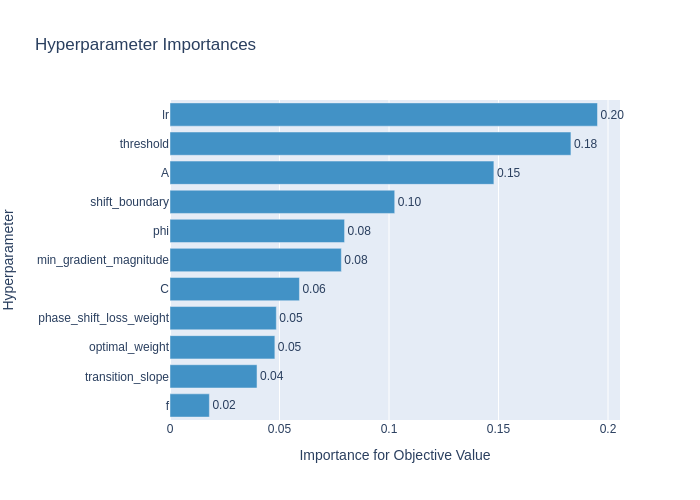 Hyperparameter Importances
Hyperparameter
lr 0.20
threshold 0.18
A 0.15
shift_boundary 0.10
phi 0.08
min_gradient_magnitude 0.08
C 0.06
phase_shift_loss_weight 0.05
optimal_weight 0.05
transition_slope 0.04
f 0.02
0 0.05 0.1 0.15 0.2
Importance for Objective Value